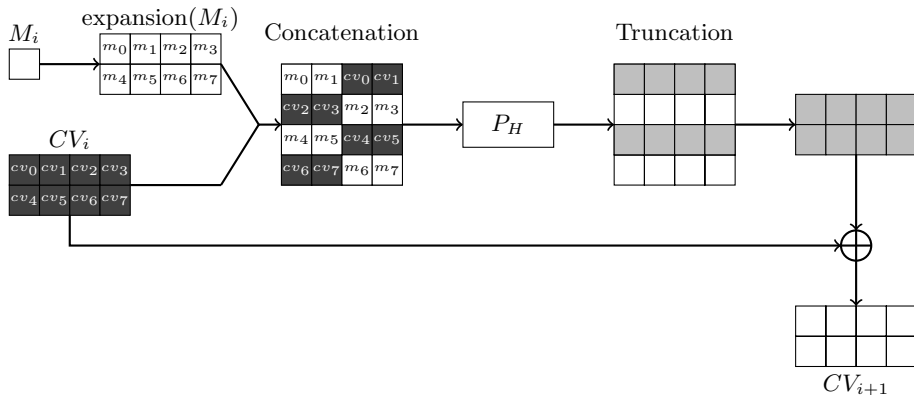 expansion(M_i)
M_i
m_0 m_1 m_2 m_3
m_4 m_5 m_6 m_7
CV_i
cv_0 cv_1 cv_2 cv_3
cv_4 cv_5 cv_6 cv_7
Concatenation
m_0 m_1 cv_0 cv_1
cv_2 cv_3 m_2 m_3
m_4 m_5 cv_4 cv_5
cv_6 cv_7 m_6 m_7
P_H
Truncation
CV_{i+1}